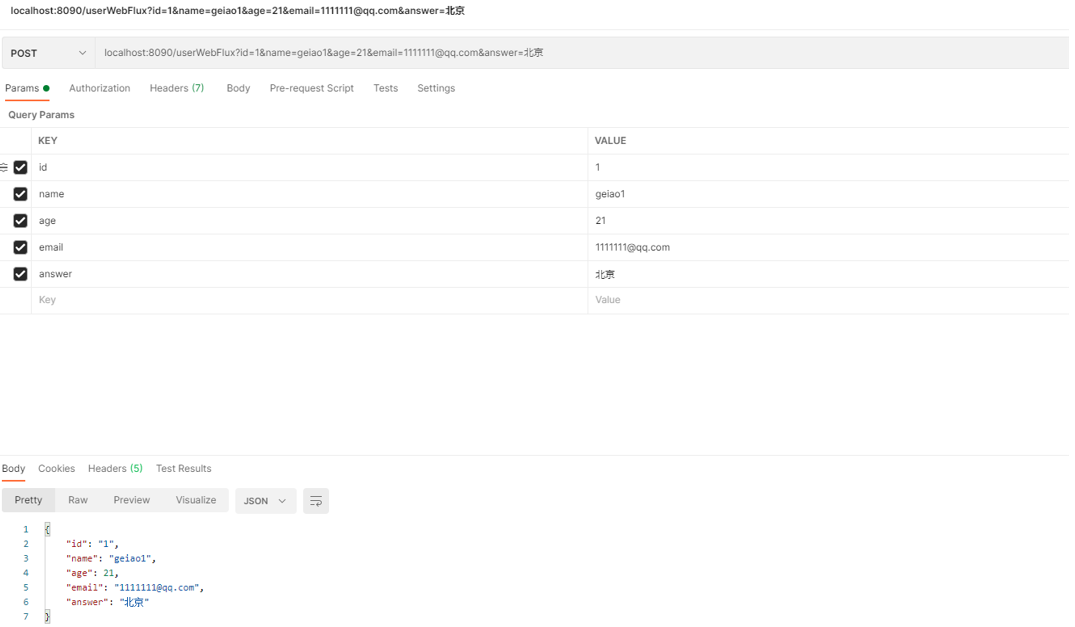 localhost:8090/userWebFlux?id=1&name=geiao1&age=21&email=1111111@qq.com&answer=北京
POST localhost:8090/userWebFlux?id=1&name=geiao1&age=21&email=1111111@qq.com&answer=北京
Params Authorization Headers (7) Body Pre-request Script Tests Settings
Query Params
KEY VALUE
id 1
name geiao1
age 21
email 1111111@qq.com
answer 北京
Key Value
Body Cookies Headers (5) Test Results
Pretty Raw Preview Visualize JSON
1 {
2 "id": "1",
3 "name": "geiao1",
4 "age": 21,
5 "email": "1111111@qq.com",
6 "answer": "北京"
7 }